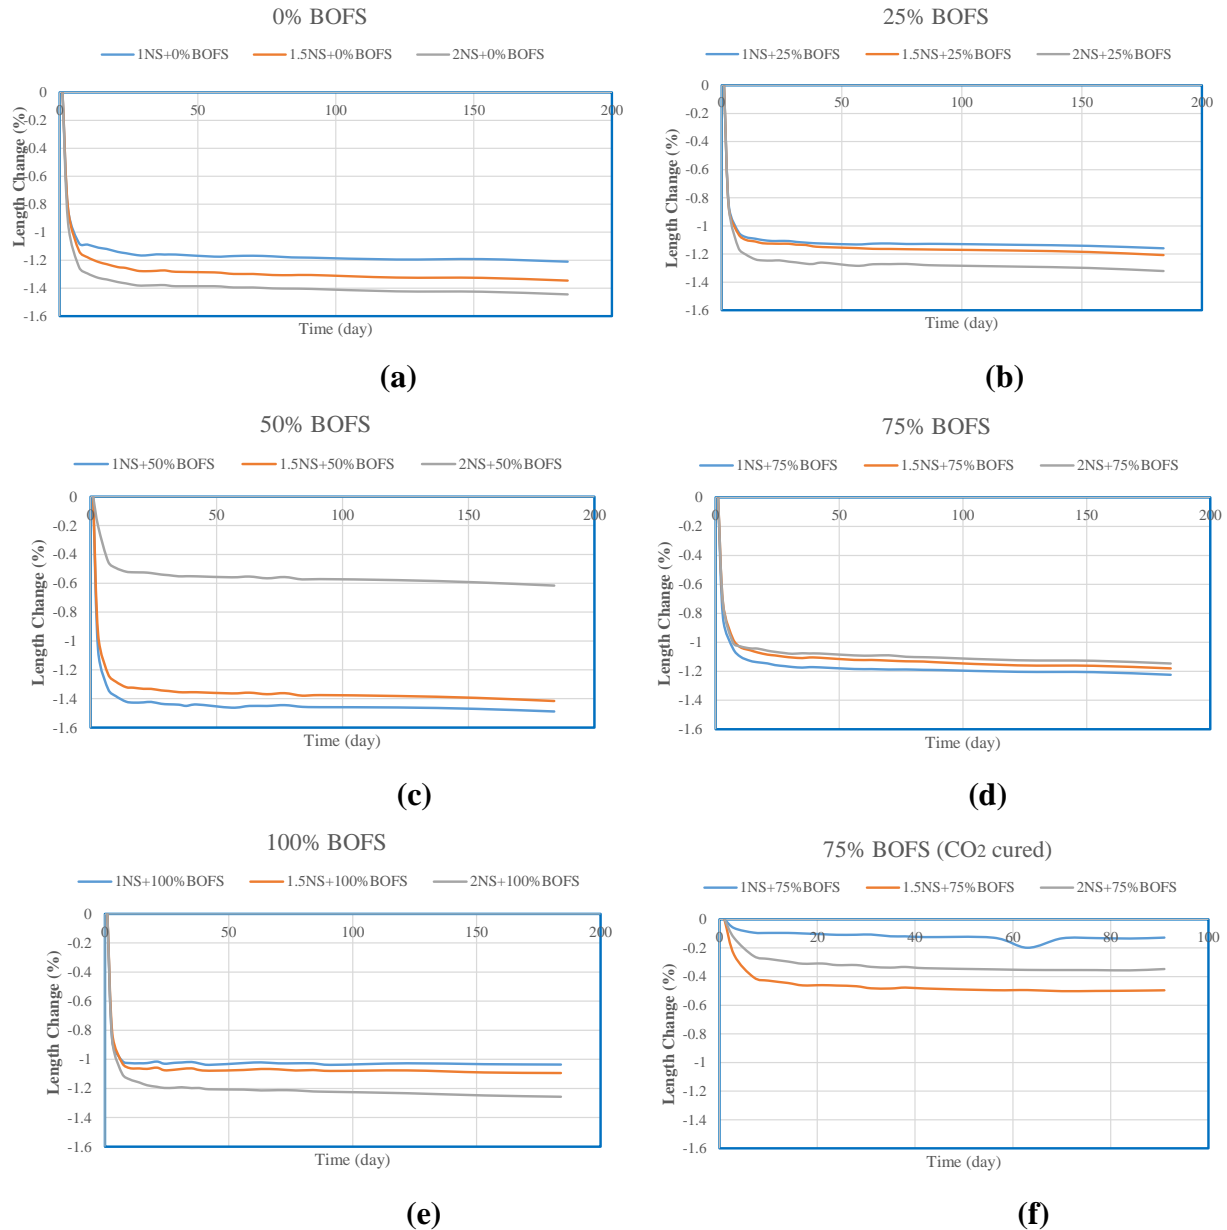 0% BOFS
1NS+0%BOFS 1.5NS+0%BOFS 2NS+0%BOFS
0
-0.2
-0.4
-0.6
-0.8
-1
-1.2
-1.4
-1.6
0 50 100 150 200
Length Change (%)
Time (day)
(a)
25% BOFS
1NS+25%BOFS 1.5NS+25%BOFS 2NS+25%BOFS
0
-0.2
-0.4
-0.6
-0.8
-1
-1.2
-1.4
-1.6
0 50 100 150 200
Length Change (%)
Time (day)
(b)
50% BOFS
1NS+50%BOFS 1.5NS+50%BOFS 2NS+50%BOFS
0
-0.2
-0.4
-0.6
-0.8
-1
-1.2
-1.4
-1.6
0 50 100 150 200
Length Change (%)
Time (day)
(c)
75% BOFS
1NS+75%BOFS 1.5NS+75%BOFS 2NS+75%BOFS
0
-0.2
-0.4
-0.6
-0.8
-1
-1.2
-1.4
-1.6
0 50 100 150 200
Length Change (%)
Time (day)
(d)
100% BOFS
1NS+100%BOFS 1.5NS+100%BOFS 2NS+100%BOFS
0
-0.2
-0.4
-0.6
-0.8
-1
-1.2
-1.4
-1.6
0 50 100 150 200
Length Change (%)
Time (day)
(e)
75% BOFS (CO2 cured)
1NS+75%BOFS 1.5NS+75%BOFS 2NS+75%BOFS
0
-0.2
-0.4
-0.6
-0.8
-1
-1.2
-1.4
-1.6
0 20 40 60 80 100
Length Change (%)
Time (day)
(f)